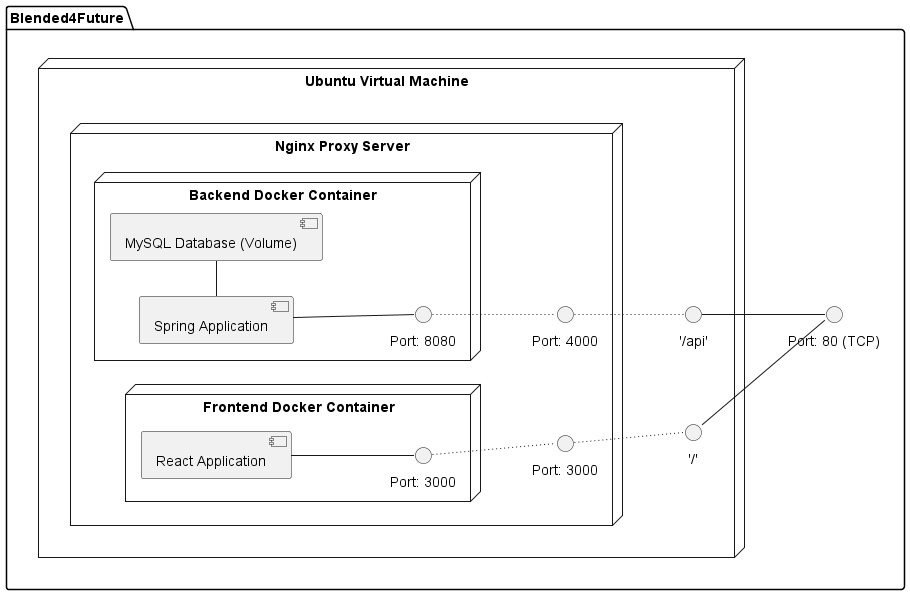 Blended4Future
Ubuntu Virtual Machine
Nginx Proxy Server
Backend Docker Container
MySQL Database (Volume)
Spring Application
Port: 8080
Port: 4000
'/api'
Port: 80 (TCP)
Frontend Docker Container
React Application
Port: 3000
Port: 3000
'/'